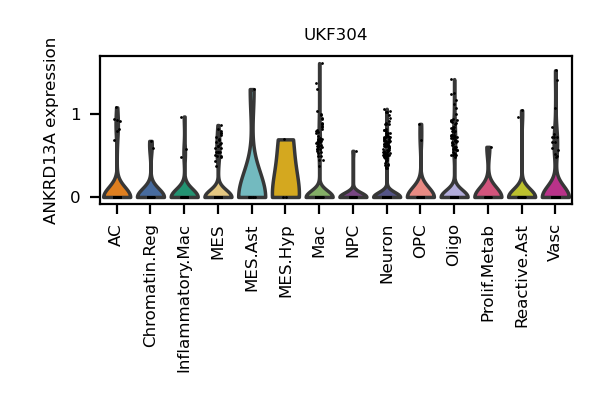 UKF304
ANKRD13A expression
1
0
AC
Chromatin.Reg
Inflammatory.Mac
MES
MES.Ast
MES.Hyp
Mac
NPC
Neuron
OPC
Oligo
Prolif.Metab
Reactive.Ast
Vasc